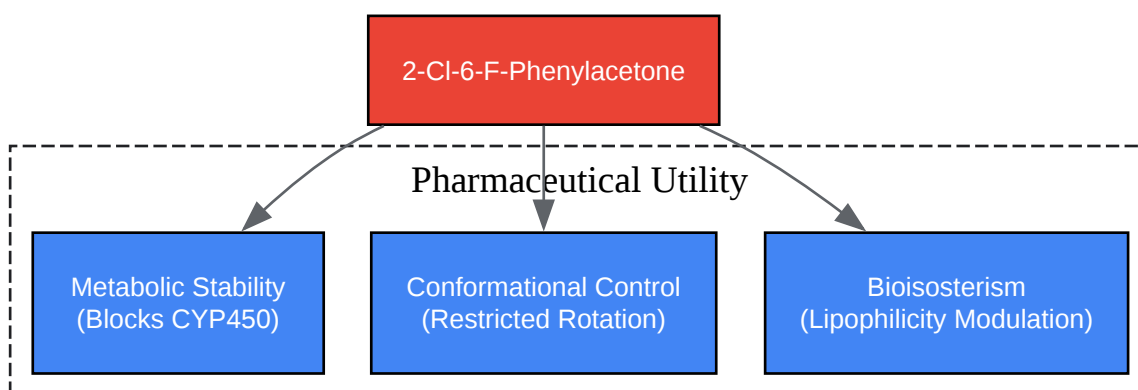 2-Cl-6-F-Phenylacetone
Pharmaceutical Utility
Metabolic Stability
(Blocks CYP450)
Conformational Control
(Restricted Rotation)
Bioisosterism
(Lipophilicity Modulation)